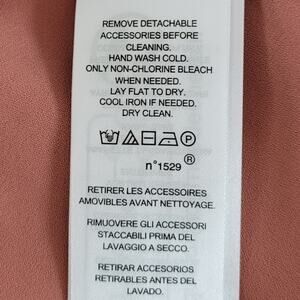 REMOVE DETACHABLE
ACCESSORIES BEFORE
CLEANING.
HAND WASH COLD.
ONLY NON-CHLORINE BLEACH
WHEN NEEDED.
LAY FLAT TO DRY.
COOL IRON IF NEEDED.
DRY CLEAN.
P
n°1529 ®
RETIRER LES ACCESSOIRES
AMOVIBLES AVANT NETTOYAGE.
RIMUOVERE GLI ACCESSORI
STACCABILI PRIMA DEL
LAVAGGIO A SECCO.
RETIRAR ACCESORIOS
RETIRABLES ANTES DEL
LAVADO.